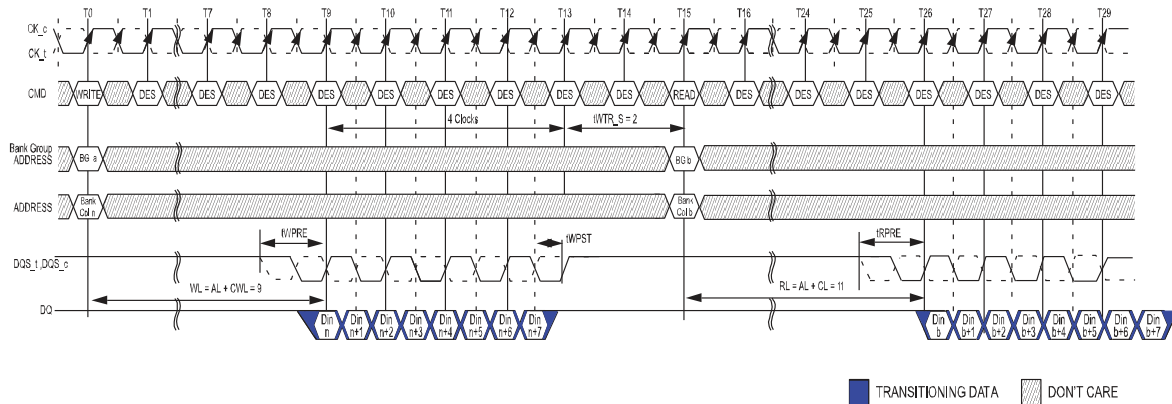 T0 T1 T7 T8 T9 T10 T11 T12 T13 T14 T15 T16 T24 T25 T26 T27 T28 T29
CK_c
CK_t
CMD WRITE DES DES DES DES DES DES DES DES DES READ DES DES DES DES DES DES DES
4 Clocks tWTR_S = 2
Bank Group
ADDRESS BG a BG b
ADDRESS Bank Col n Bank Col b
tWPRE tWPST tRPRE
DQS_t ,DQS_c
WL = AL + CWL = 9 RL = AL + CL = 11
DQ Din n Din n+1 Din n+2 Din n+3 Din n+4 Din n+5 Din n+6 Din n+7 Din b Din b+1 Din b+2 Din b+3 Din b+4 Din b+5 Din b+6 Din b+7
TRANSITIONING DATA DON'T CARE